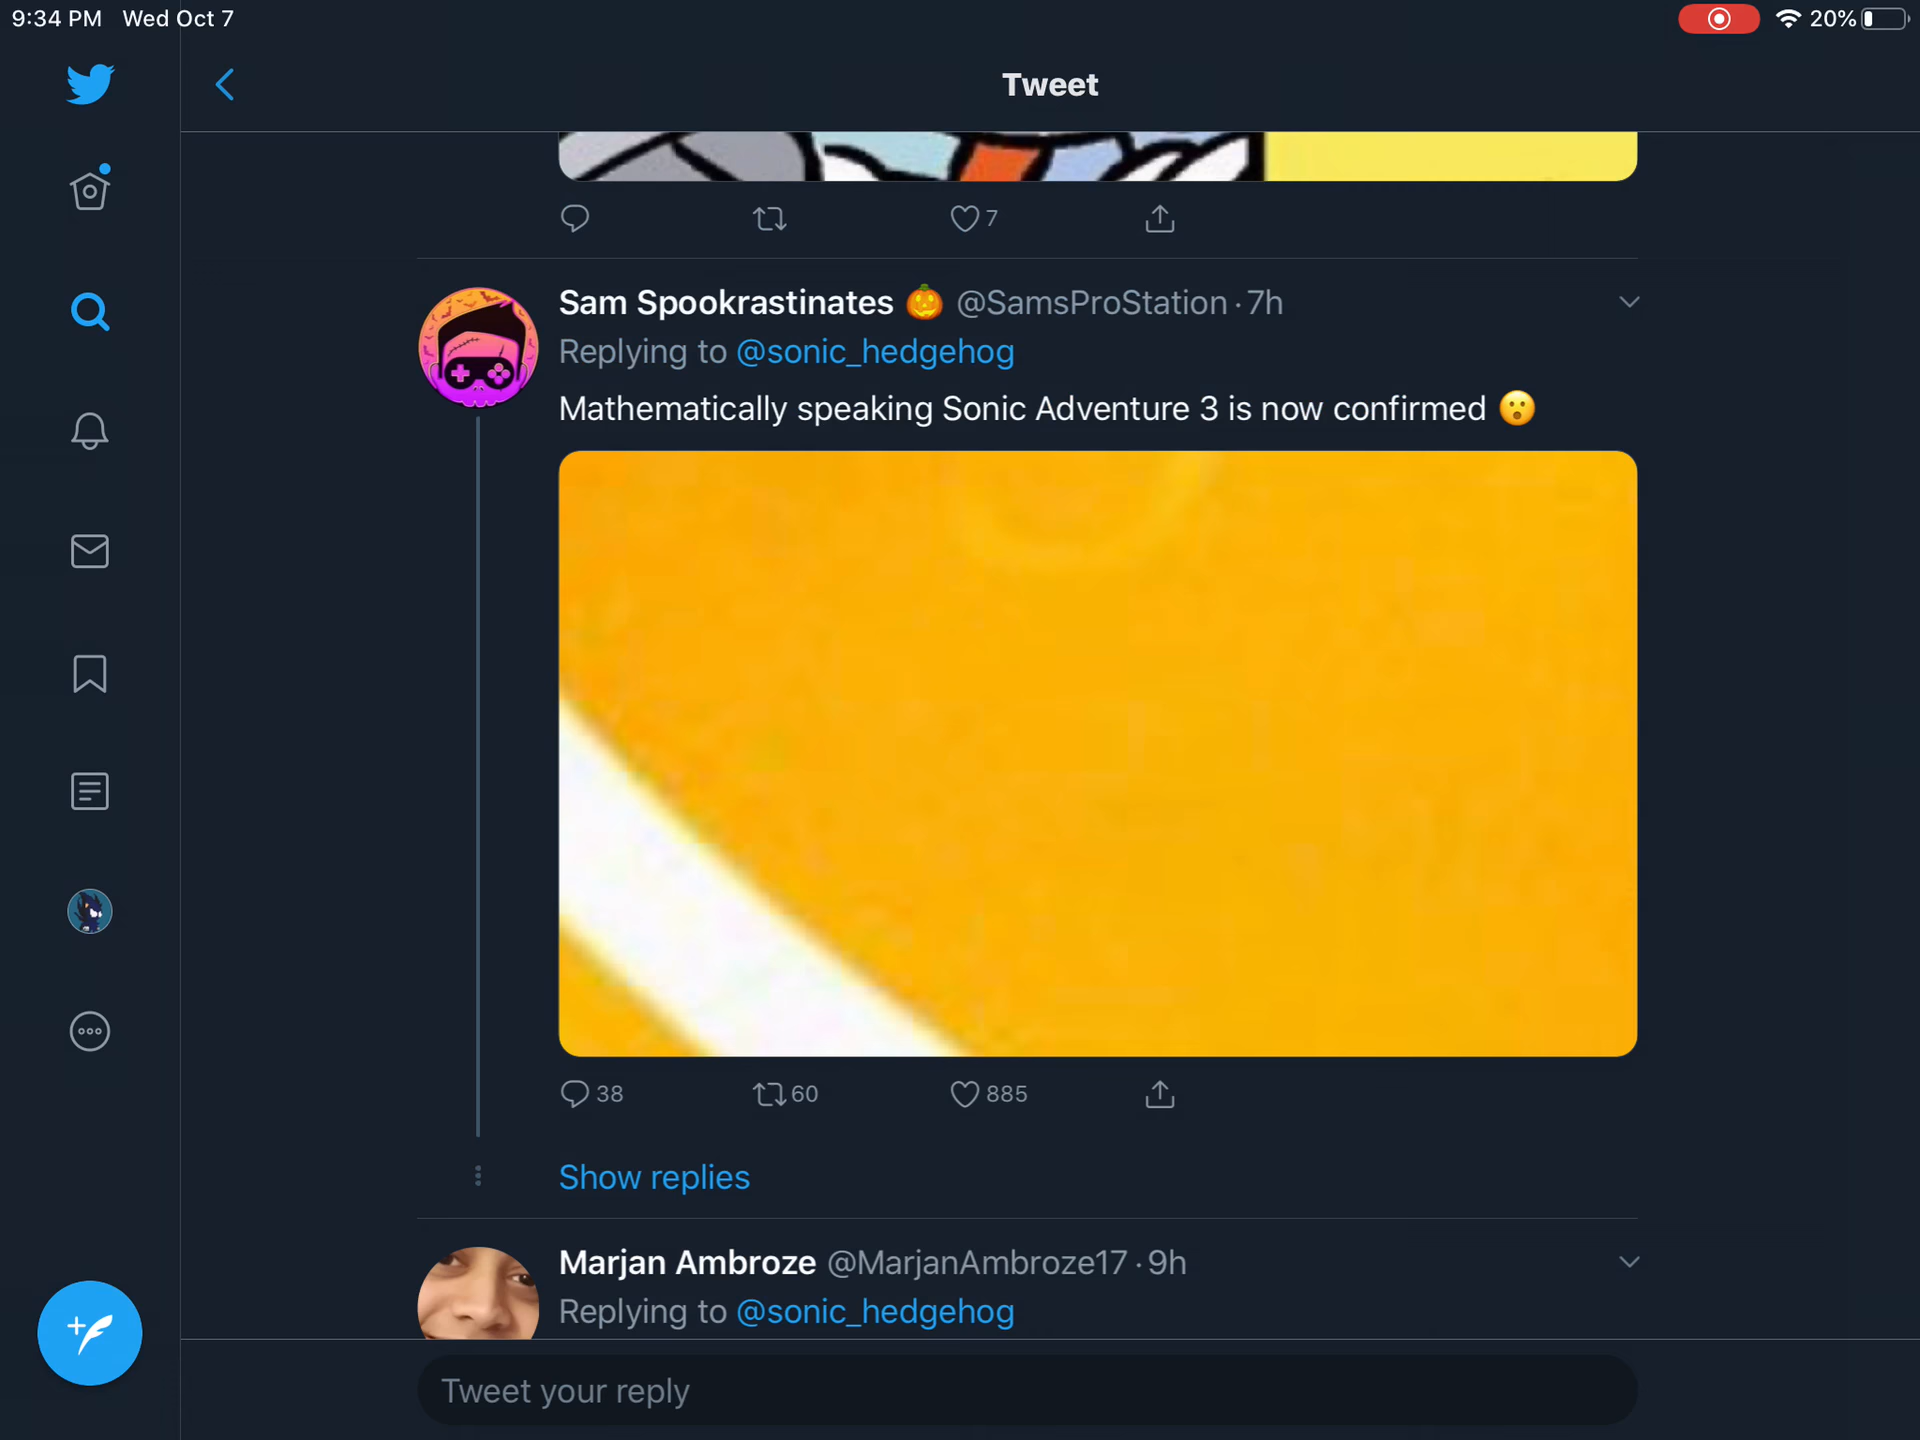 9:34 PM Wed Oct 7
20%
Tweet
7
Sam Spookrastinates 🎃 @SamsProStation · 7h
Replying to @sonic_hedgehog
Mathematically speaking Sonic Adventure 3 is now confirmed 😮
38 60 885
Show replies
Marjan Ambroze @MarjanAmbroze17 · 9h
Replying to @sonic_hedgehog
Tweet your reply